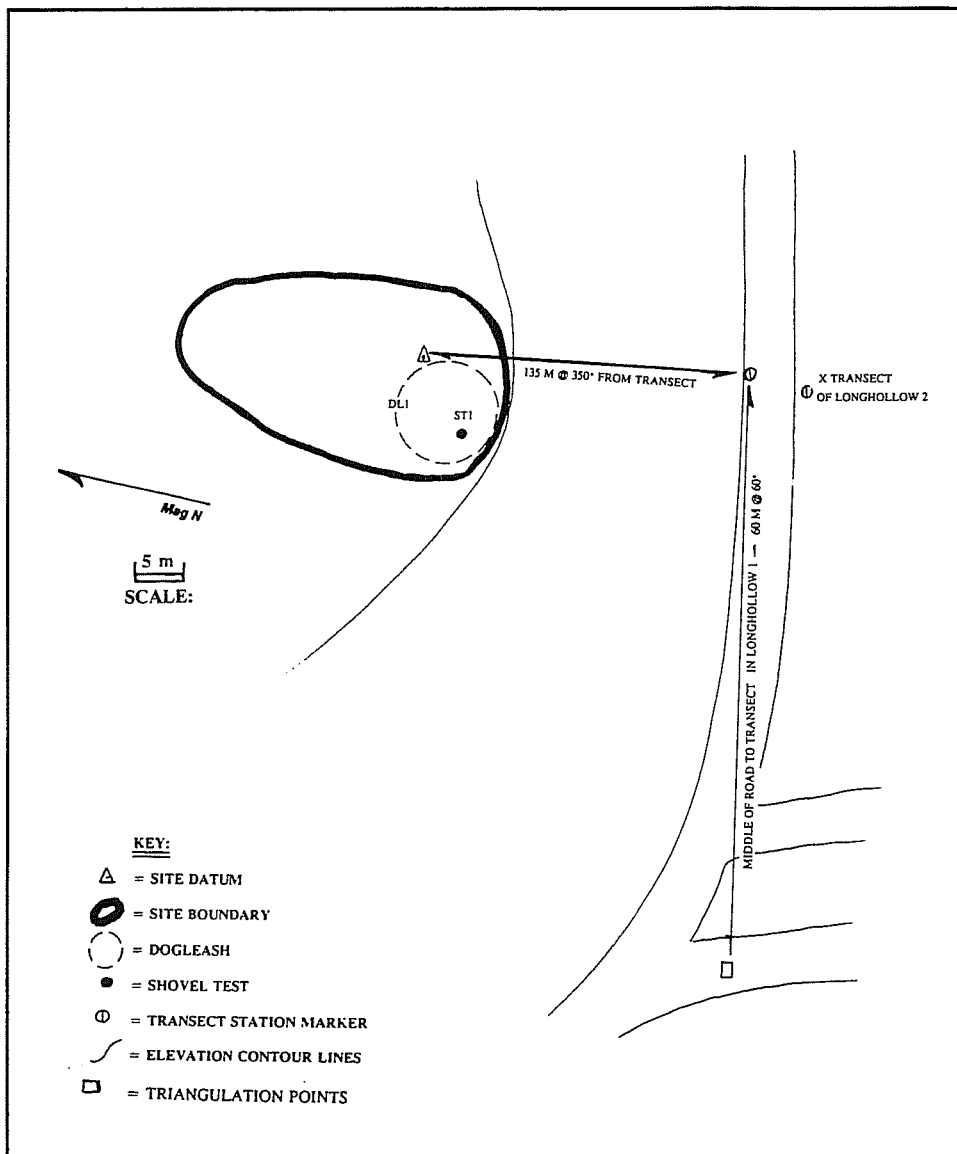 135 M @ 350° FROM TRANSECT
X TRANSECT
OF LONGHOLLOW 2
DL1
ST1
Mag N
5 m
SCALE:
MIDDLE OF ROAD TO TRANSECT IN LONGHOLLOW 1 — 60 M @ 60°
KEY:
= SITE DATUM
= SITE BOUNDARY
= DOGLEASH
= SHOVEL TEST
= TRANSECT STATION MARKER
= ELEVATION CONTOUR LINES
= TRIANGULATION POINTS